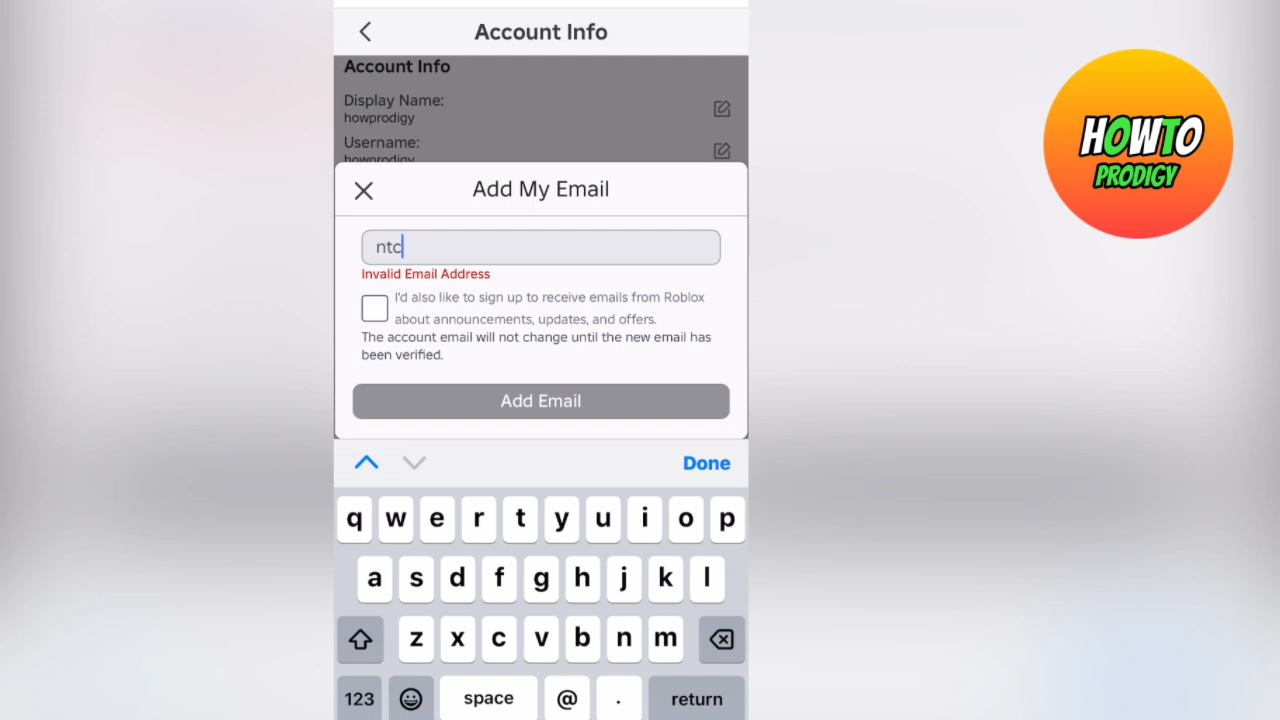 Account Info
Account Info
Display Name:
howprodigy
Username:
howprodigy
Add My Email
ntc
Invalid Email Address
I'd also like to sign up to receive emails from Roblox
about announcements, updates, and offers.
The account email will not change until the new email has
been verified.
Add Email
Done
q w e r t y u i o p
a s d f g h j k l
z x c v b n m
123 space @ . return
HOWTO
PRODIGY